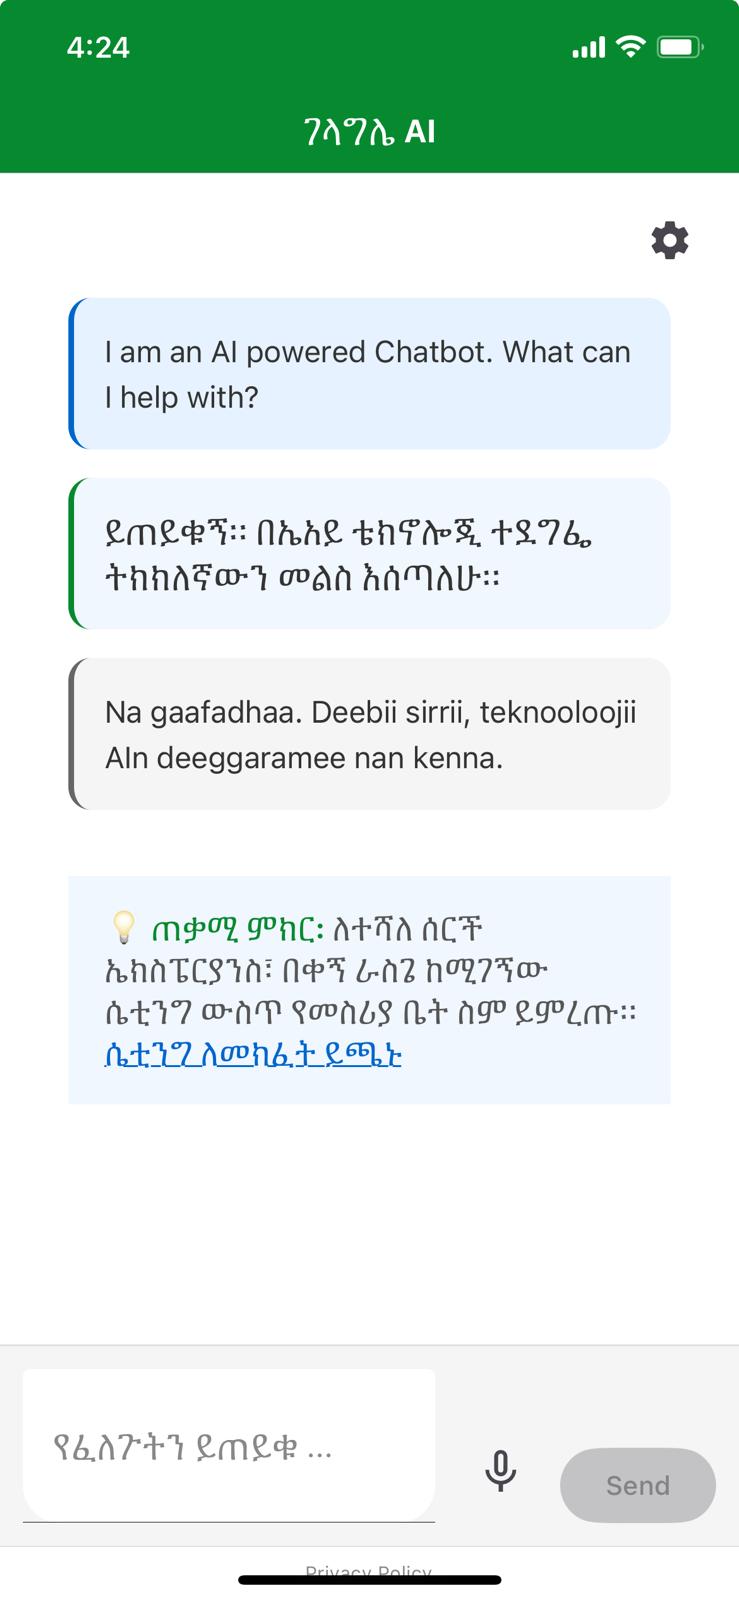 4:24
ገላግሌ AI
I am an AI powered Chatbot. What can
I help with?
ይጠይቁኝ። በኤአይ ቴክኖሎጂ ተደግፌ
ትክክለኛውን መልስ እሰጣለሁ።
Na gaafadhaa. Deebii sirrii, teknooloojii
AIn deeggaramee nan kenna.
💡 ጠቃሚ ምክር፡ ለተሻለ ሰርች
ኤክስፔርያንስ፣ በቀኝ ራስጌ ከሚገኘው
ሴቲንግ ውስጥ የመስሪያ ቤት ስም ይምረጡ።
ሴቲንግ ለመክፈት ይጫኑ
የፈለጉትን ይጠይቁ ...
Send
Privacy Policy